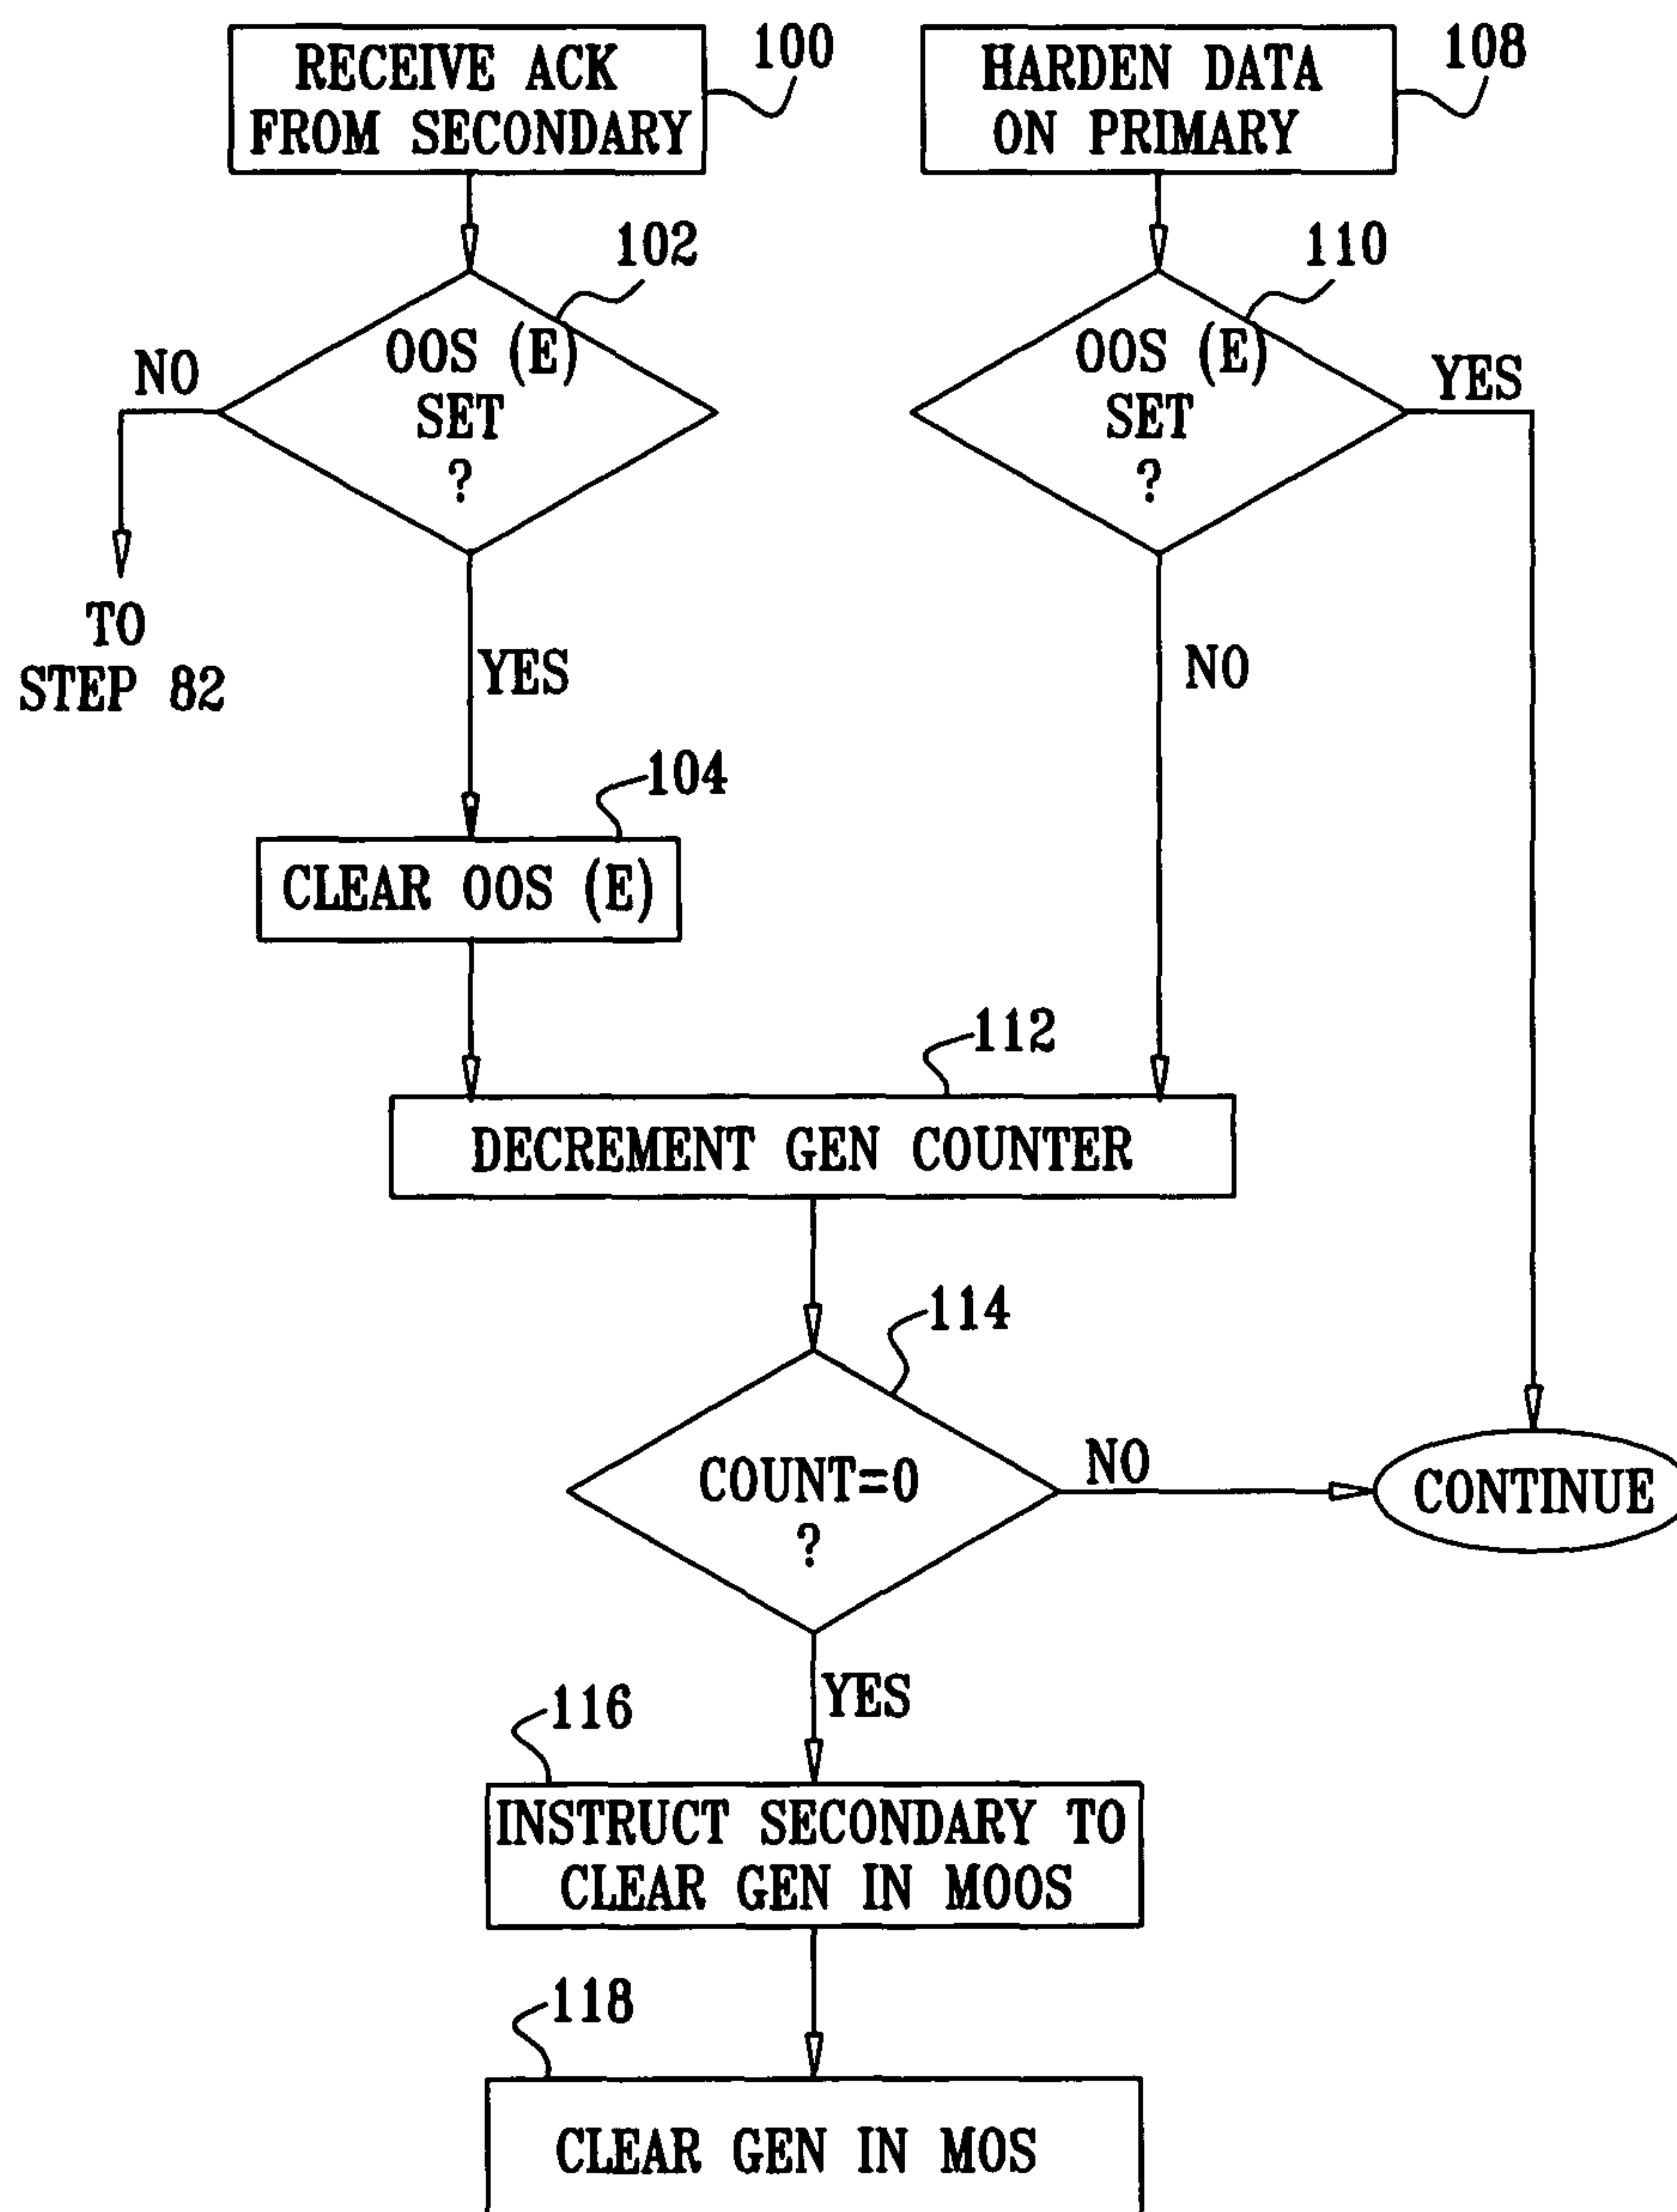 RECEIVE ACK
FROM SECONDARY
100
HARDEN DATA
ON PRIMARY
108
102
OOS (E)
SET
?
NO
TO
STEP 82
YES
110
OOS (E)
SET
?
YES
NO
104
CLEAR OOS (E)
112
DECREMENT GEN COUNTER
114
COUNT=0
?
NO
CONTINUE
YES
116
INSTRUCT SECONDARY TO
CLEAR GEN IN MOOS
118
CLEAR GEN IN MOS